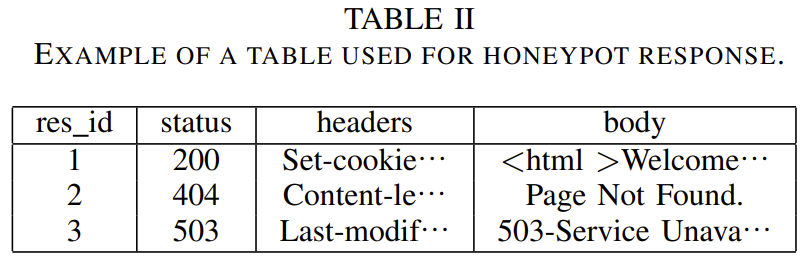 TABLE II
EXAMPLE OF A TABLE USED FOR HONEYPOT RESPONSE.
res_id status headers body
1 200 Set-cookie··· <html >Welcome···
2 404 Content-le··· Page Not Found.
3 503 Last-modif··· 503-Service Unava···